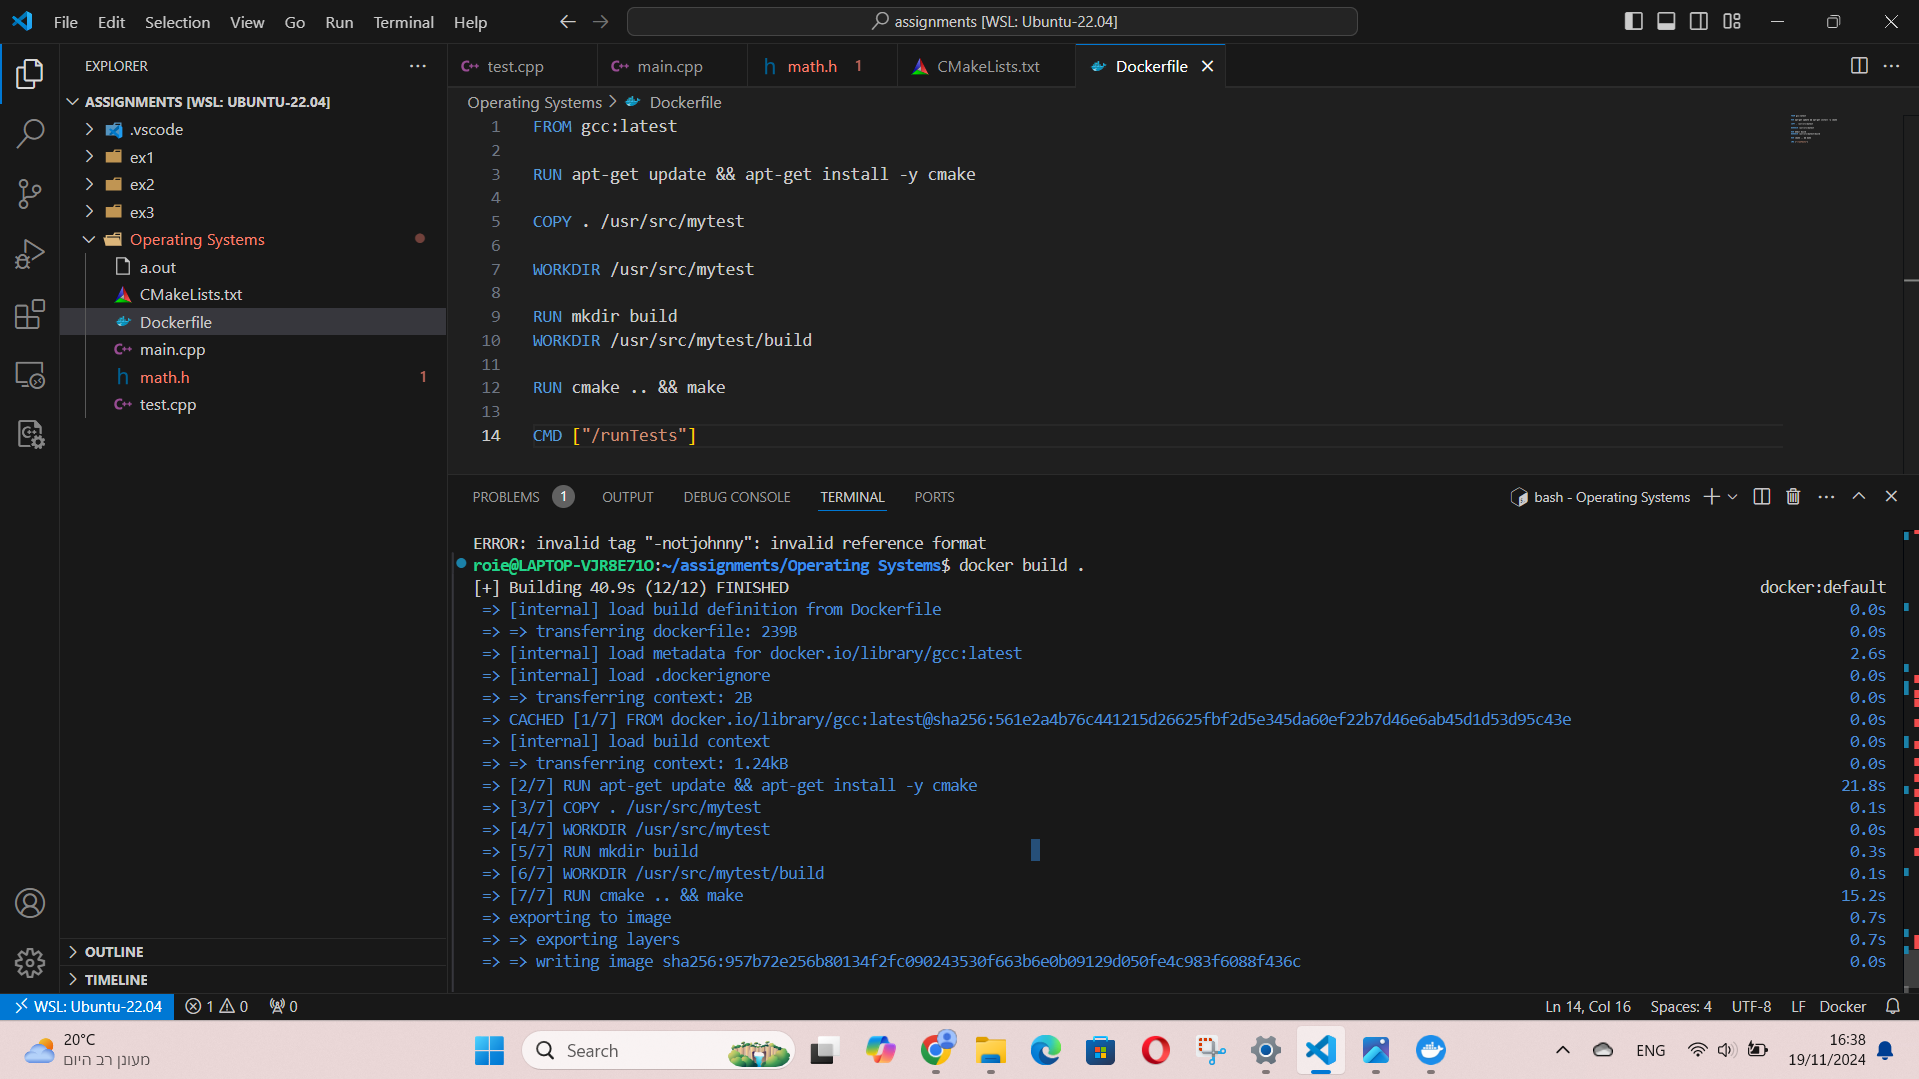 File Edit Selection View Go Run Terminal Help
assignments [WSL: Ubuntu-22.04]
EXPLORER
ASSIGNMENTS [WSL: UBUNTU-22.04]
.vscode
ex1
ex2
ex3
Operating Systems
a.out
CMakeLists.txt
Dockerfile
main.cpp
math.h 1
test.cpp
OUTLINE
TIMELINE
test.cpp main.cpp math.h 1 CMakeLists.txt Dockerfile
Operating Systems > Dockerfile
1 FROM gcc:latest
2
3 RUN apt-get update && apt-get install -y cmake
4
5 COPY . /usr/src/mytest
6
7 WORKDIR /usr/src/mytest
8
9 RUN mkdir build
10 WORKDIR /usr/src/mytest/build
11
12 RUN cmake .. && make
13
14 CMD ["/runTests"]
PROBLEMS 1 OUTPUT DEBUG CONSOLE TERMINAL PORTS
bash - Operating Systems
ERROR: invalid tag "-notjohnny": invalid reference format
roie@LAPTOP-VJR8E71O:~/assignments/Operating Systems$ docker build .
[+] Building 40.9s (12/12) FINISHED docker:default
=> [internal] load build definition from Dockerfile 0.0s
=> => transferring dockerfile: 239B 0.0s
=> [internal] load metadata for docker.io/library/gcc:latest 2.6s
=> [internal] load .dockerignore 0.0s
=> => transferring context: 2B 0.0s
=> CACHED [1/7] FROM docker.io/library/gcc:latest@sha256:561e2a4b76c441215d26625fbf2d5e345da60ef22b7d46e6ab45d1d53d95c43e 0.0s
=> [internal] load build context 0.0s
=> => transferring context: 1.24kB 0.0s
=> [2/7] RUN apt-get update && apt-get install -y cmake 21.8s
=> [3/7] COPY . /usr/src/mytest 0.1s
=> [4/7] WORKDIR /usr/src/mytest 0.0s
=> [5/7] RUN mkdir build 0.3s
=> [6/7] WORKDIR /usr/src/mytest/build 0.1s
=> [7/7] RUN cmake .. && make 15.2s
=> exporting to image 0.7s
=> => exporting layers 0.7s
=> => writing image sha256:957b72e256b80134f2fc090243530f663b6e0b09129d050fe4c983f6088f436c 0.0s
WSL: Ubuntu-22.04 1 0 0 Ln 14, Col 16 Spaces: 4 UTF-8 LF Docker
20°C
מעונן רב היום
Search
ENG
16:38
19/11/2024